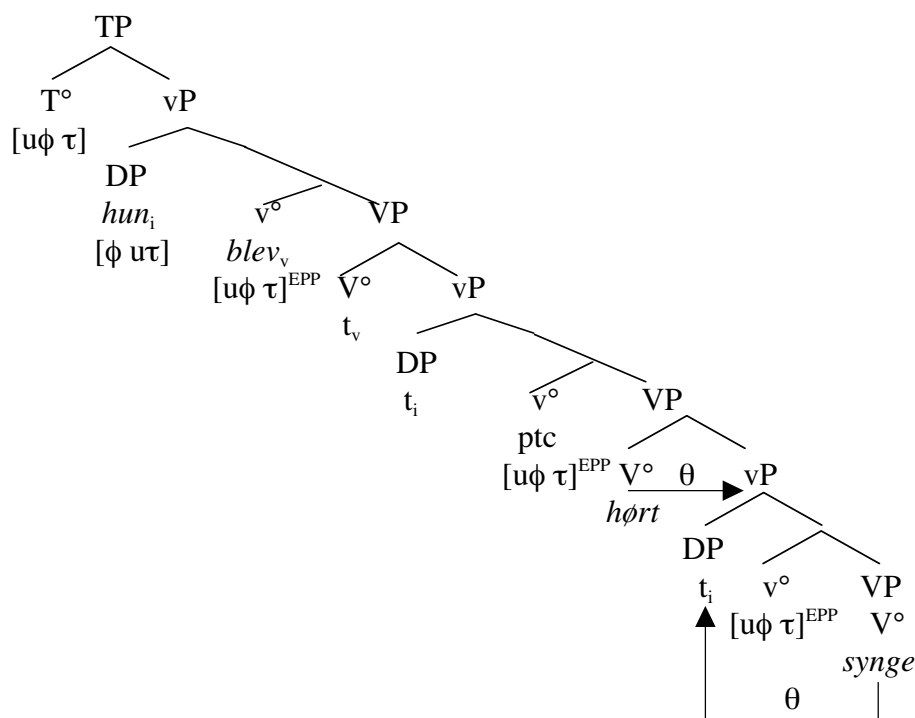 TP
T° vP
[uϕ τ]
DP
hunᵢ v° VP
[ϕ uτ] blevᵥ
[uϕ τ]ᴱᴾᴾ V° vP
tᵥ
DP
tᵢ v° VP
ptc
[uϕ τ]ᴱᴾᴾ V° θ vP
hørt
DP
tᵢ v° VP
[uϕ τ]ᴱᴾᴾ V°
synge
θ